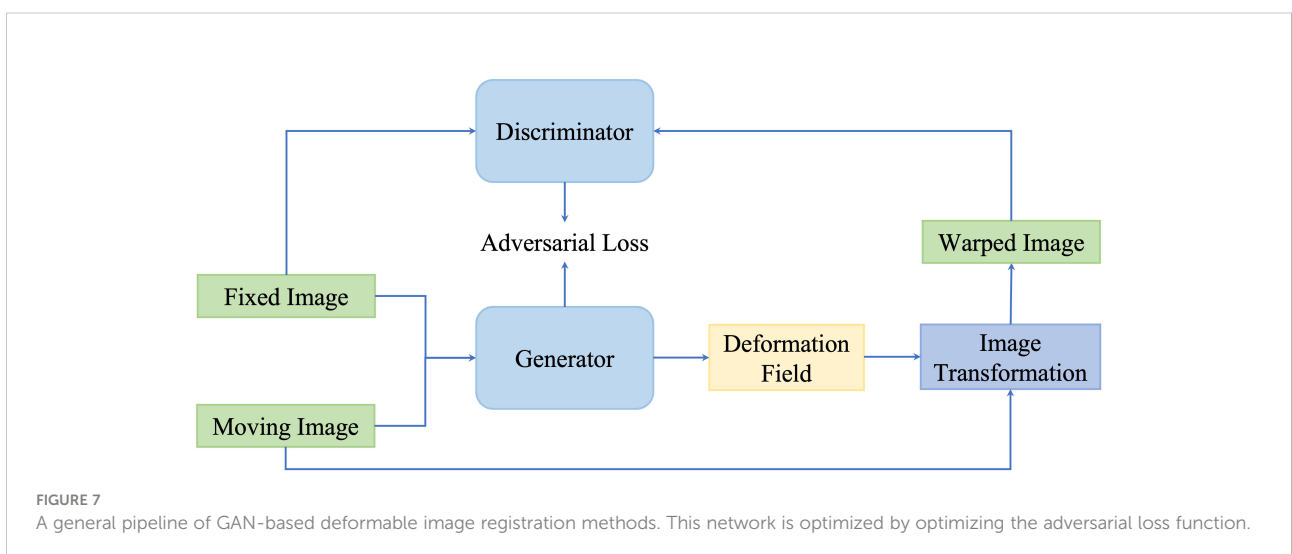 Discriminator
Adversarial Loss
Warped Image
Fixed Image
Generator
Deformation
Field
Image
Transformation
Moving Image
FIGURE 7
A general pipeline of GAN-based deformable image registration methods. This network is optimized by optimizing the adversarial loss function.